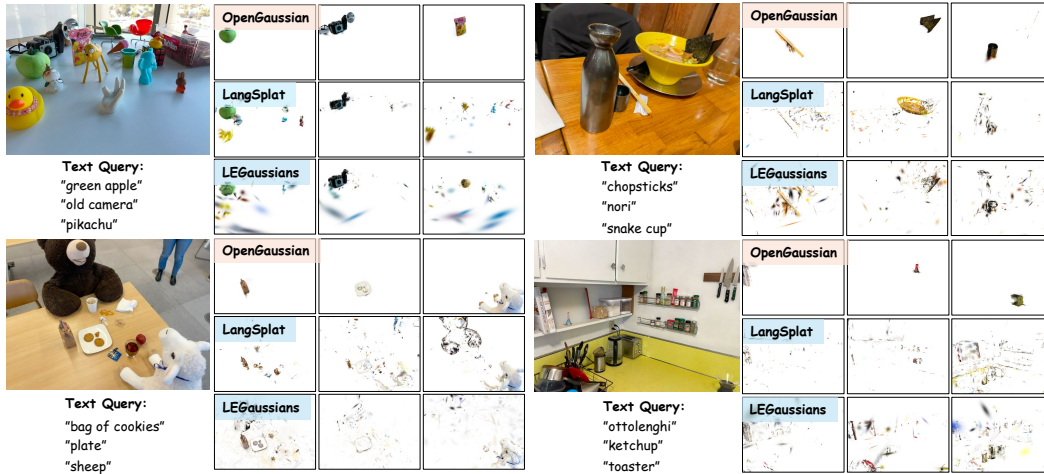 OpenGaussian
LangSplat
LEGaussians
Text Query:
"green apple"
"old camera"
"pikachu"
OpenGaussian
LangSplat
LEGaussians
Text Query:
"chopsticks"
"nori"
"snake cup"
OpenGaussian
LangSplat
LEGaussians
Text Query:
"bag of cookies"
"plate"
"sheep"
OpenGaussian
LangSplat
LEGaussians
Text Query:
"ottolenghi"
"ketchup"
"toaster"